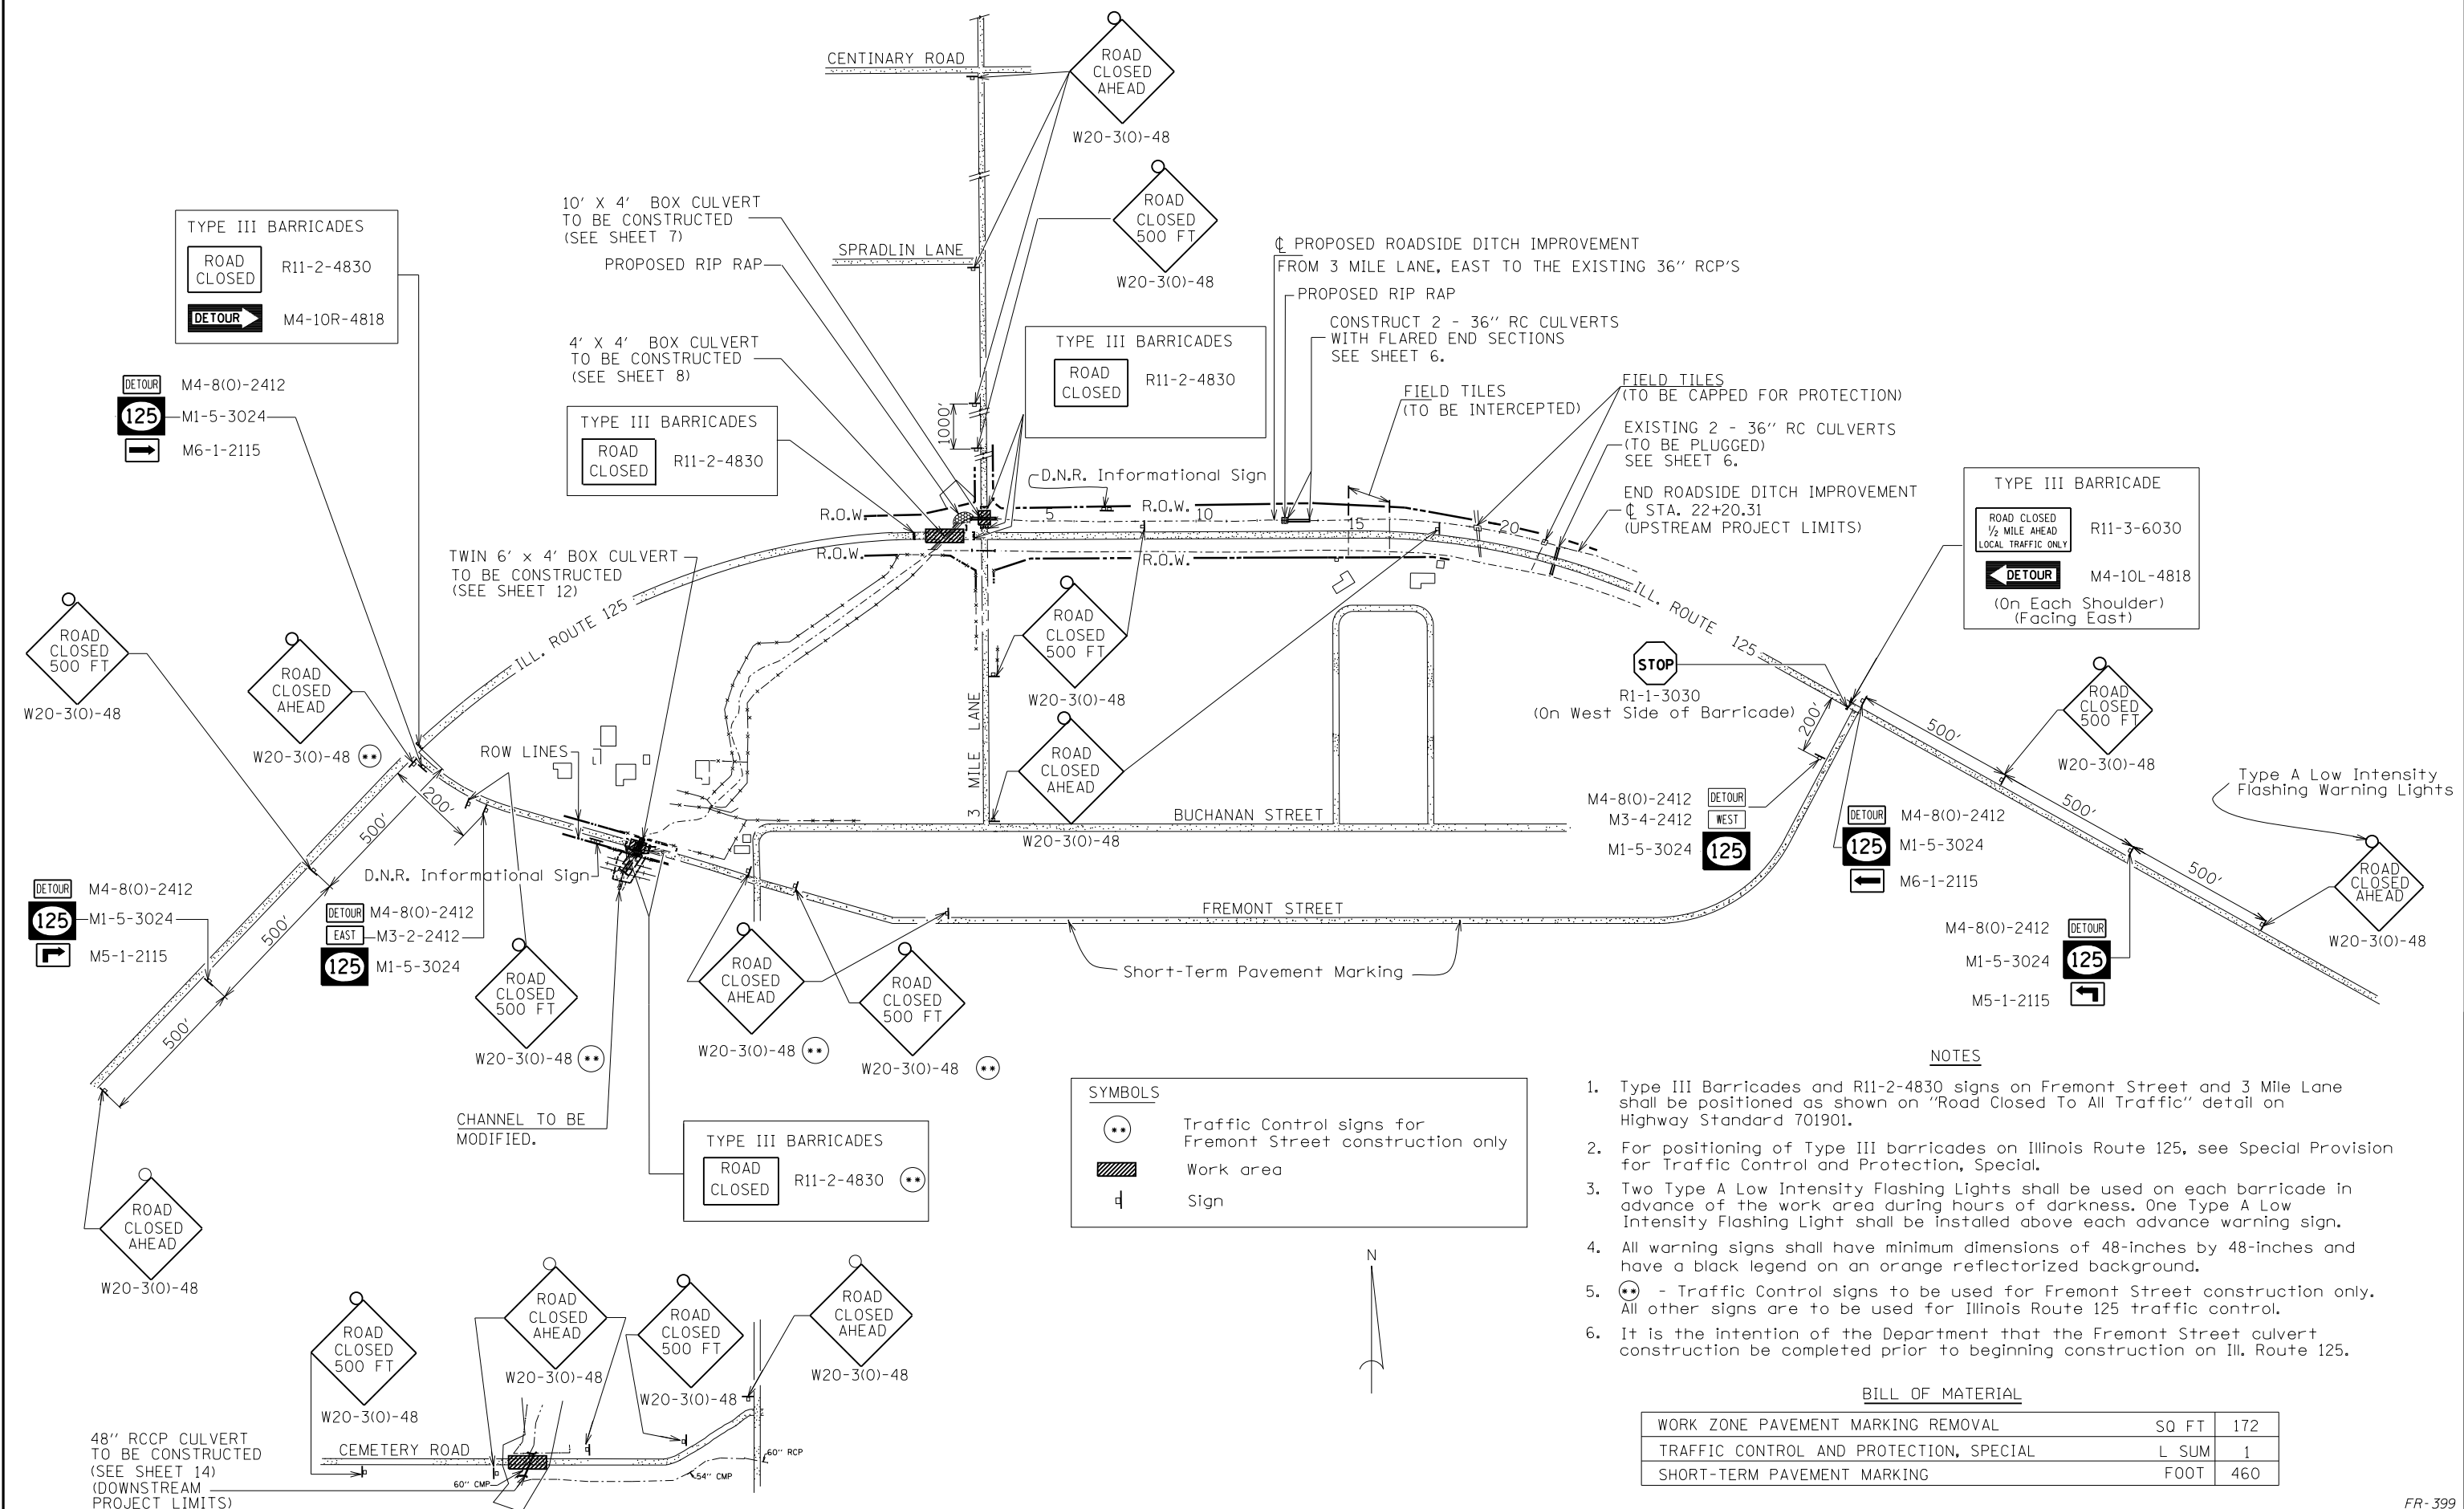 CENTINARY ROAD
ROAD
CLOSED
AHEAD
W20-3(O)-48
ROAD
CLOSED
500 FT
W20-3(O)-48
TYPE III BARRICADES
ROAD
CLOSED
R11-2-4830
DETOUR
M4-10R-4818
10' X 4' BOX CULVERT
TO BE CONSTRUCTED
(SEE SHEET 7)
PROPOSED RIP RAP
SPRADLIN LANE
4' X 4' BOX CULVERT
TO BE CONSTRUCTED
(SEE SHEET 8)
TYPE III BARRICADES
ROAD
CLOSED
R11-2-4830
1000'
TYPE III BARRICADES
ROAD
CLOSED
R11-2-4830
℄ PROPOSED ROADSIDE DITCH IMPROVEMENT
FROM 3 MILE LANE, EAST TO THE EXISTING 36" RCP'S
PROPOSED RIP RAP
CONSTRUCT 2 - 36" RC CULVERTS
WITH FLARED END SECTIONS
SEE SHEET 6.
FIELD TILES
(TO BE INTERCEPTED)
FIELD TILES
(TO BE CAPPED FOR PROTECTION)
EXISTING 2 - 36" RC CULVERTS
(TO BE PLUGGED)
SEE SHEET 6.
END ROADSIDE DITCH IMPROVEMENT
℄ STA. 22+20.31
(UPSTREAM PROJECT LIMITS)
TYPE III BARRICADE
ROAD CLOSED
½ MILE AHEAD
LOCAL TRAFFIC ONLY
R11-3-6030
DETOUR
M4-10L-4818
(On Each Shoulder)
(Facing East)
DETOUR M4-8(O)-2412
125 M1-5-3024
M6-1-2115
D.N.R. Informational Sign
R.O.W.
R.O.W.
R.O.W.
R.O.W.
5
10
15
20
TWIN 6' x 4' BOX CULVERT
TO BE CONSTRUCTED
(SEE SHEET 12)
ILL. ROUTE 125
ILL. ROUTE 125
ROAD
CLOSED
500 FT
W20-3(O)-48
ROAD
CLOSED
AHEAD
W20-3(O)-48 **
ROW LINES
3 MILE LANE
ROAD
CLOSED
500 FT
W20-3(O)-48
ROAD
CLOSED
AHEAD
W20-3(O)-48
BUCHANAN STREET
STOP
R1-1-3030
(On West Side of Barricade)
200'
500'
500'
500'
ROAD
CLOSED
500 FT
W20-3(O)-48
Type A Low Intensity
Flashing Warning Lights
ROAD
CLOSED
AHEAD
W20-3(O)-48
M4-8(O)-2412 DETOUR
M3-4-2412 WEST
M1-5-3024 125
DETOUR M4-8(O)-2412
125 M1-5-3024
M6-1-2115
M4-8(O)-2412 DETOUR
M1-5-3024 125
M5-1-2115
200'
500'
500'
500'
D.N.R. Informational Sign
DETOUR M4-8(O)-2412
125 M1-5-3024
M5-1-2115
DETOUR M4-8(O)-2412
EAST M3-2-2412
125 M1-5-3024
FREMONT STREET
Short-Term Pavement Marking
ROAD
CLOSED
500 FT
W20-3(O)-48 **
ROAD
CLOSED
AHEAD
W20-3(O)-48 **
ROAD
CLOSED
500 FT
W20-3(O)-48 **
CHANNEL TO BE
MODIFIED.
TYPE III BARRICADES
ROAD
CLOSED
R11-2-4830 **
ROAD
CLOSED
AHEAD
W20-3(O)-48
SYMBOLS
** Traffic Control signs for
Fremont Street construction only
Work area
Sign
N
ROAD
CLOSED
500 FT
W20-3(O)-48
ROAD
CLOSED
AHEAD
W20-3(O)-48
ROAD
CLOSED
500 FT
W20-3(O)-48
ROAD
CLOSED
AHEAD
W20-3(O)-48
CEMETERY ROAD
60" CMP
54" CMP
60" RCP
48" RCCP CULVERT
TO BE CONSTRUCTED
(SEE SHEET 14)
(DOWNSTREAM
PROJECT LIMITS)
NOTES
1. Type III Barricades and R11-2-4830 signs on Fremont Street and 3 Mile Lane
shall be positioned as shown on "Road Closed To All Traffic" detail on
Highway Standard 701901.
2. For positioning of Type III barricades on Illinois Route 125, see Special Provision
for Traffic Control and Protection, Special.
3. Two Type A Low Intensity Flashing Lights shall be used on each barricade in
advance of the work area during hours of darkness. One Type A Low
Intensity Flashing Light shall be installed above each advance warning sign.
4. All warning signs shall have minimum dimensions of 48-inches by 48-inches and
have a black legend on an orange reflectorized background.
5. ** - Traffic Control signs to be used for Fremont Street construction only.
All other signs are to be used for Illinois Route 125 traffic control.
6. It is the intention of the Department that the Fremont Street culvert
construction be completed prior to beginning construction on Ill. Route 125.
BILL OF MATERIAL
WORK ZONE PAVEMENT MARKING REMOVAL SQ FT 172
TRAFFIC CONTROL AND PROTECTION, SPECIAL L SUM 1
SHORT-TERM PAVEMENT MARKING FOOT 460
FR-399